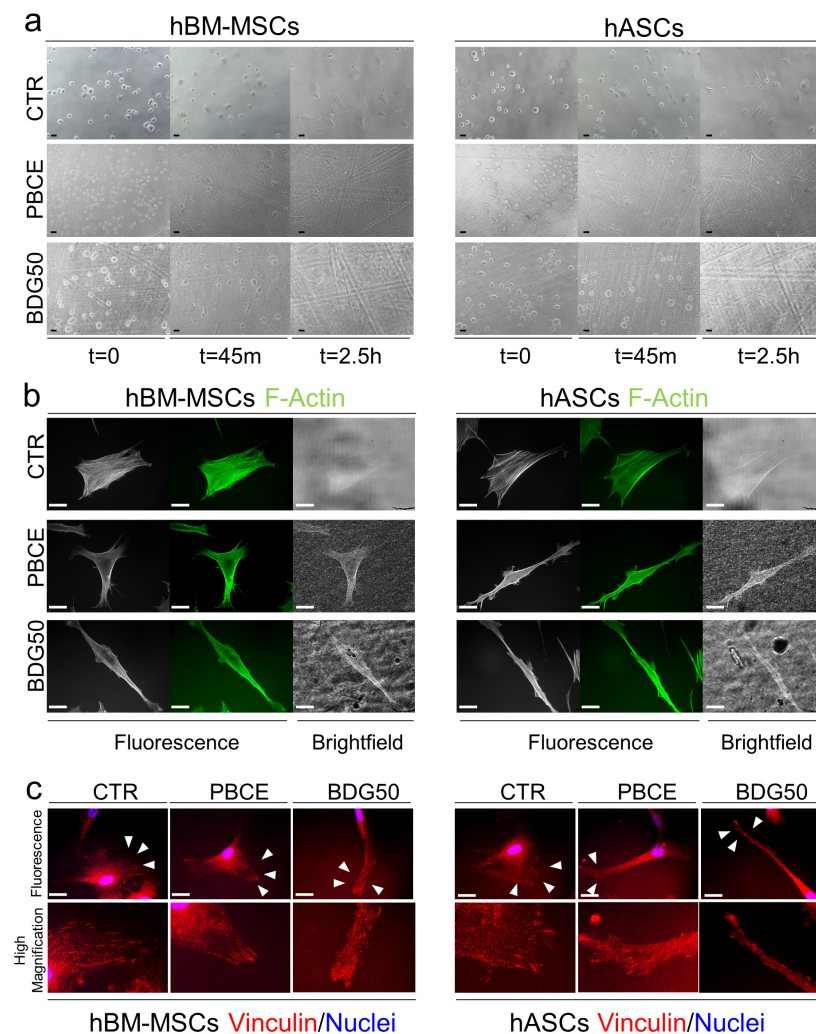 a
hBM-MSCs
hASCs
CTR
PBCE
BDG50
t=0
t=45m
t=2.5h
t=0
t=45m
t=2.5h
b
hBM-MSCs F-Actin
hASCs F-Actin
CTR
PBCE
BDG50
Fluorescence
Brightfield
Fluorescence
Brightfield
c
CTR
PBCE
BDG50
CTR
PBCE
BDG50
Fluorescence
High
Magnification
hBM-MSCs Vinculin/Nuclei
hASCs Vinculin/Nuclei